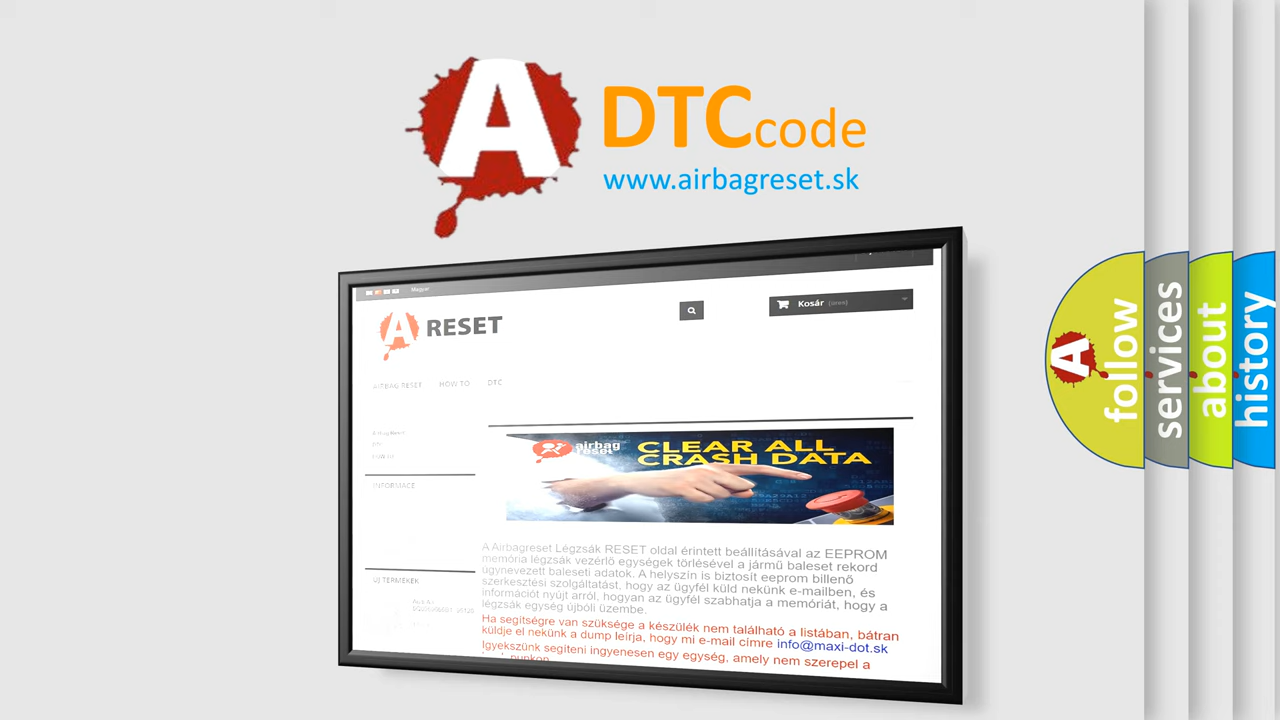 A DTC code
www.airbagreset.sk
Magyar
Kosár (üres)
A RESET
AIRBAG RESET HOW TO DTC
airbag
reset
CLEAR ALL
CRASH DATA
INFORMACE
A Airbagreset Légzsák RESET oldal érintett beállításával az EEPROM
memória légzsák vezérlő egységek törlésével a jármű baleset rekord
úgynevezett baleseti adatok. A helyszín is biztosít eeprom billenő
szerkesztési szolgáltatást, hogy az ügyfél küld nekünk e-mailben, és
információt nyújt arról, hogyan az ügyfél szabhatja a memóriát, hogy a
légzsák egység újbóli üzembe.
ÚJ TERMÉKEK
Ha segítségre van szüksége a készülék nem található a listában, bátran
küldje el nekünk a dump leírja, hogy mi e-mail címre info@maxi-dot.sk
Igyekszünk segíteni ingyenesen egy egység, amely nem szerepel a
A follow
services
about
history